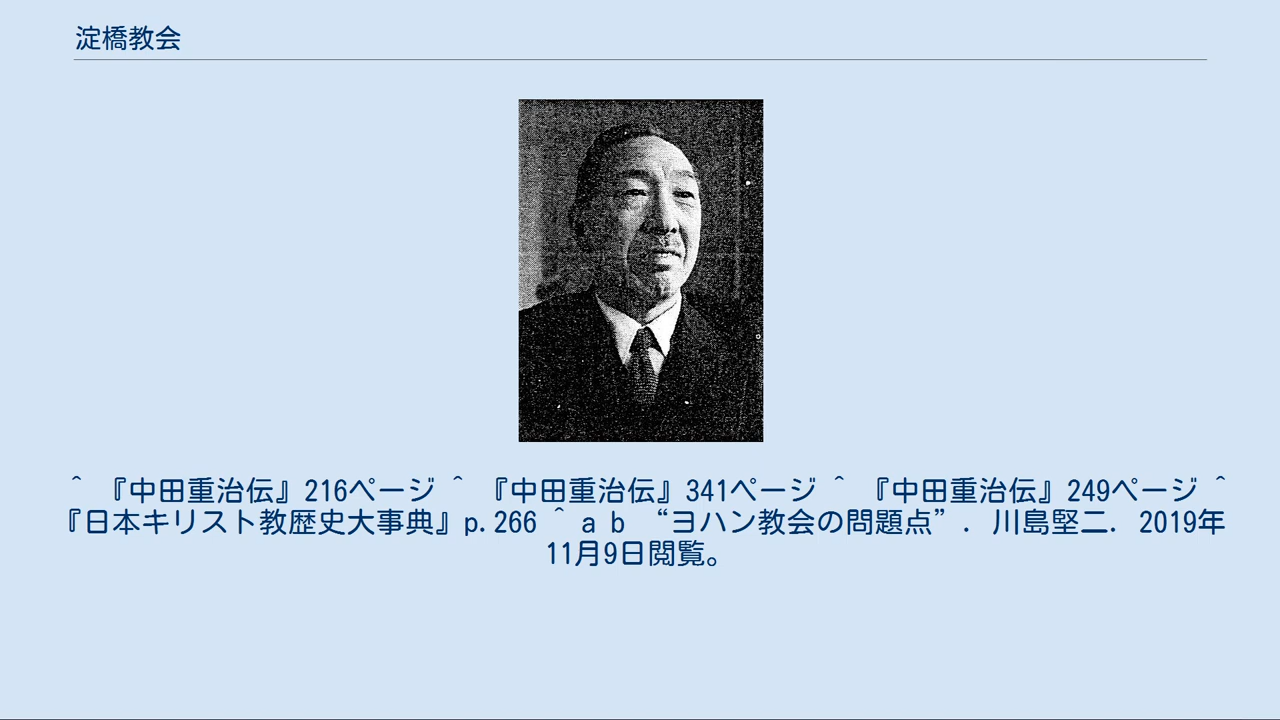 淀橋教会
^ 『中田重治伝』216ページ ^ 『中田重治伝』341ページ ^ 『中田重治伝』249ページ ^
『日本キリスト教歴史大事典』p.266 ^ a b “ヨハン教会の問題点”. 川島堅二. 2019年
11月9日閲覧。